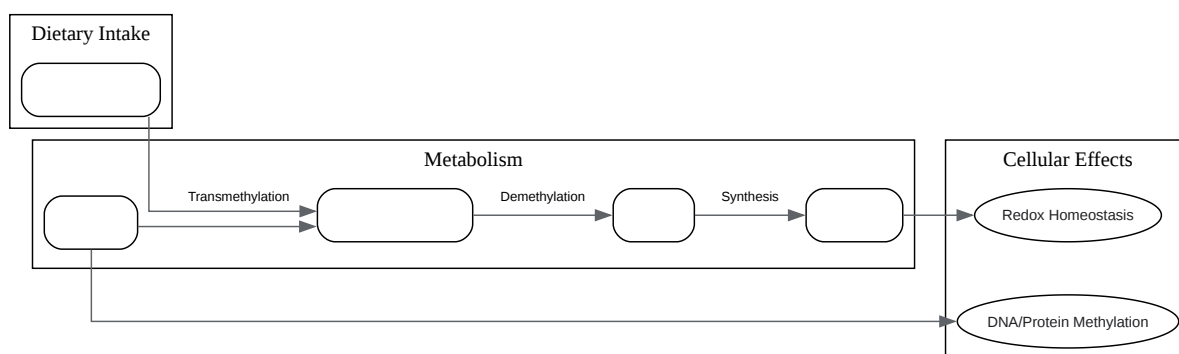 Dietary Intake
Metabolism
Cellular Effects
Transmethylation
Demethylation
Synthesis
Redox Homeostasis
DNA/Protein Methylation